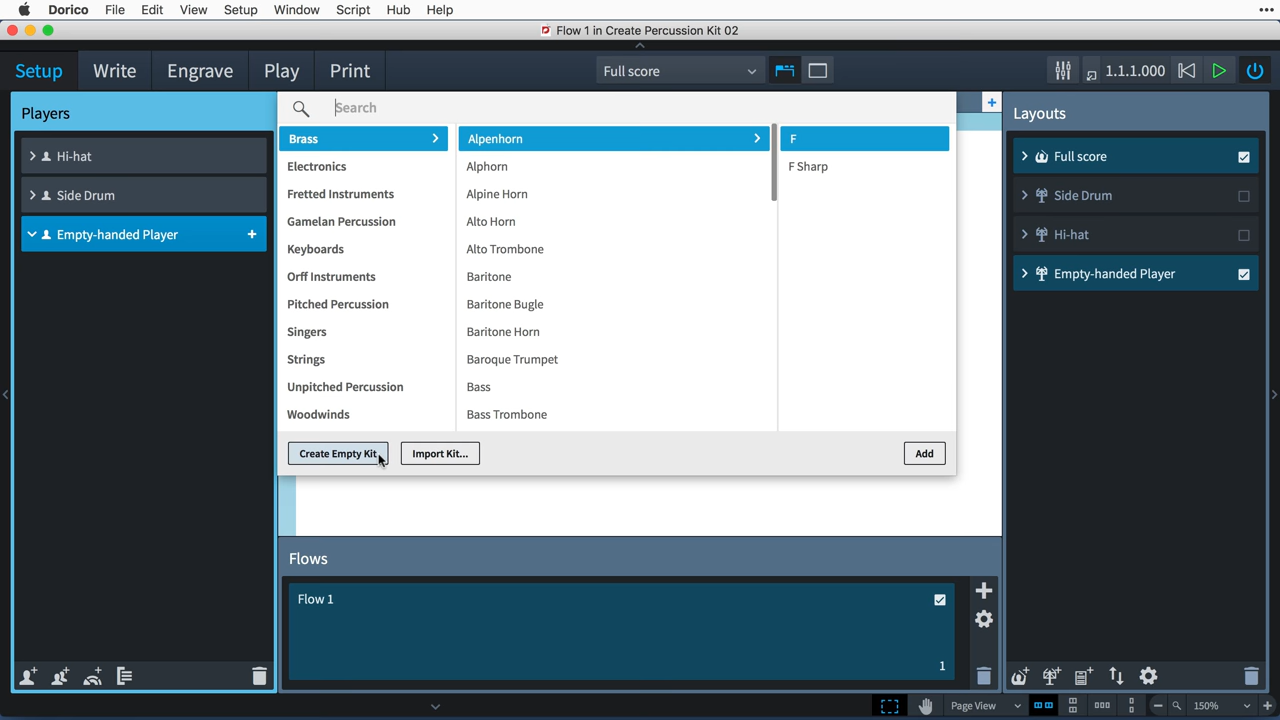 Dorico File Edit View Setup Window Script Hub Help
Flow 1 in Create Percussion Kit 02
Setup Write Engrave Play Print Full score 1.1.1.000
Players
Hi-hat
Side Drum
Empty-handed Player
Search
Brass
Electronics
Fretted Instruments
Gamelan Percussion
Keyboards
Orff Instruments
Pitched Percussion
Singers
Strings
Unpitched Percussion
Woodwinds
Alpenhorn
Alphorn
Alpine Horn
Alto Horn
Alto Trombone
Baritone
Baritone Bugle
Baritone Horn
Baroque Trumpet
Bass
Bass Trombone
F
F Sharp
Create Empty Kit Import Kit... Add
Layouts
Full score
Side Drum
Hi-hat
Empty-handed Player
Flows
Flow 1
1
Page View 150%